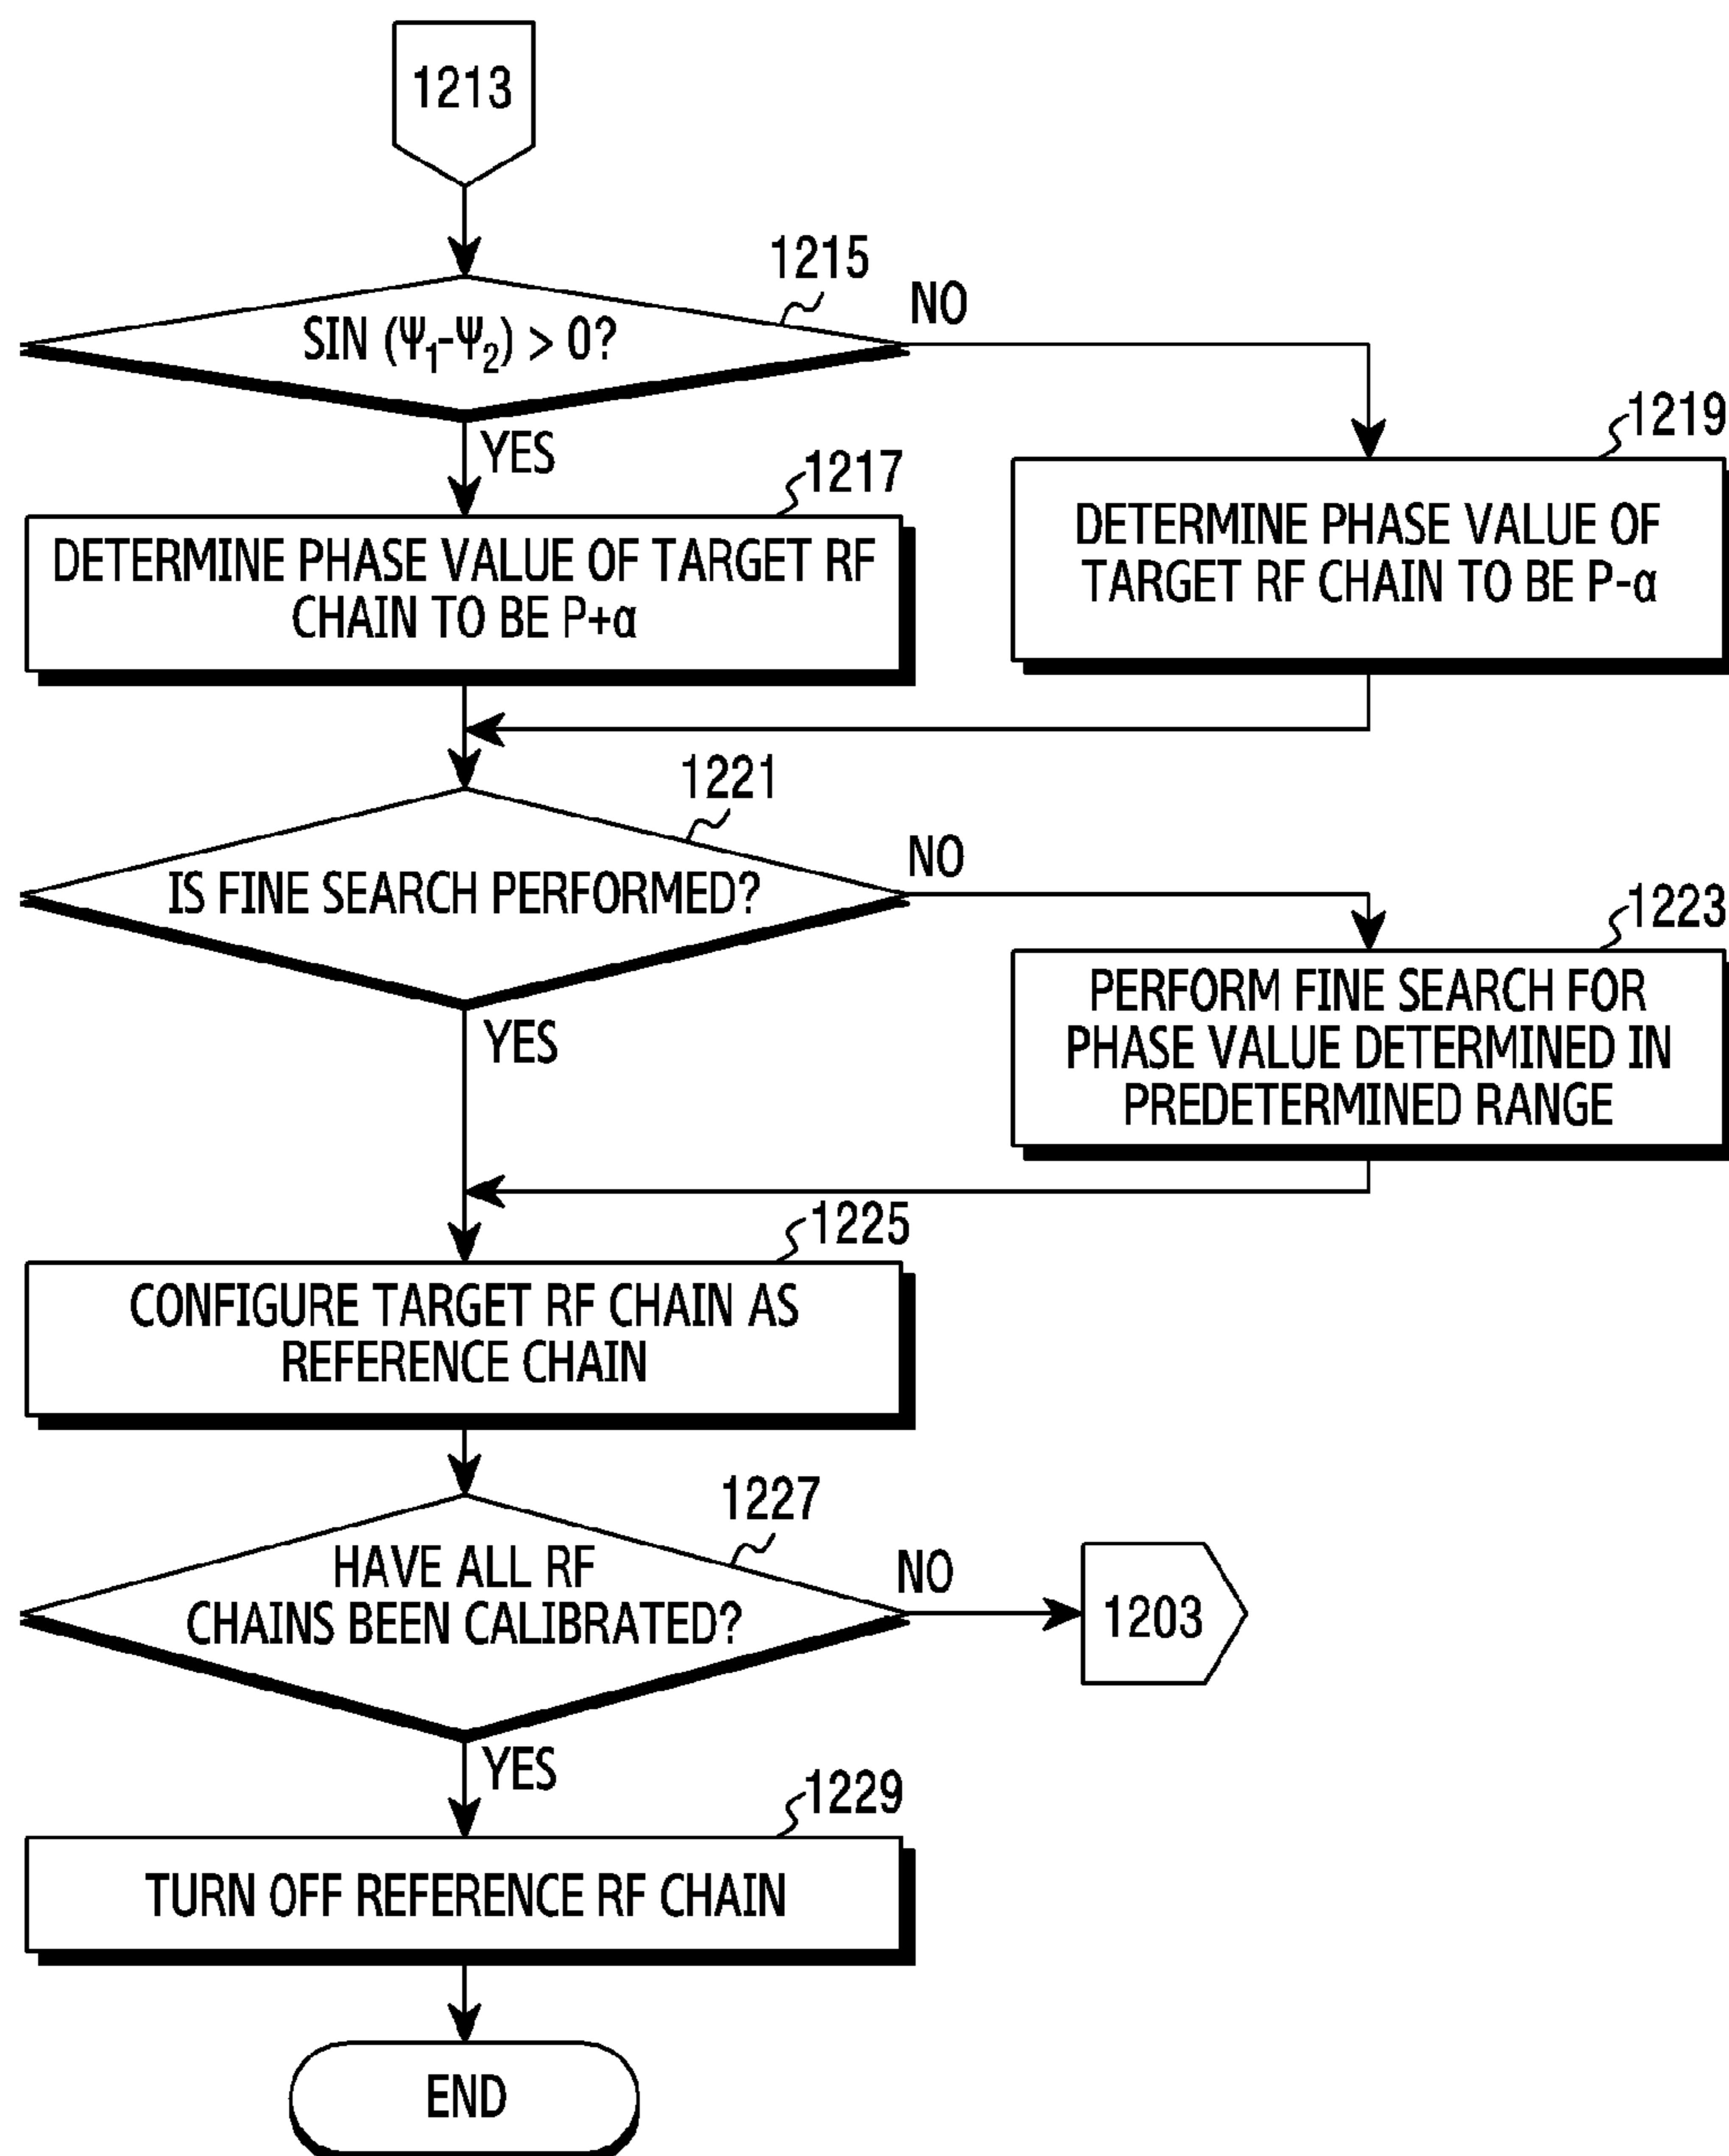 1213
1215
SIN (Ψ1-Ψ2) > 0?
NO
YES
1217
1219
DETERMINE PHASE VALUE OF TARGET RF
CHAIN TO BE P+α
DETERMINE PHASE VALUE OF
TARGET RF CHAIN TO BE P-α
1221
IS FINE SEARCH PERFORMED?
NO
YES
1223
PERFORM FINE SEARCH FOR
PHASE VALUE DETERMINED IN
PREDETERMINED RANGE
1225
CONFIGURE TARGET RF CHAIN AS
REFERENCE CHAIN
1227
HAVE ALL RF
CHAINS BEEN CALIBRATED?
NO
1203
YES
1229
TURN OFF REFERENCE RF CHAIN
END